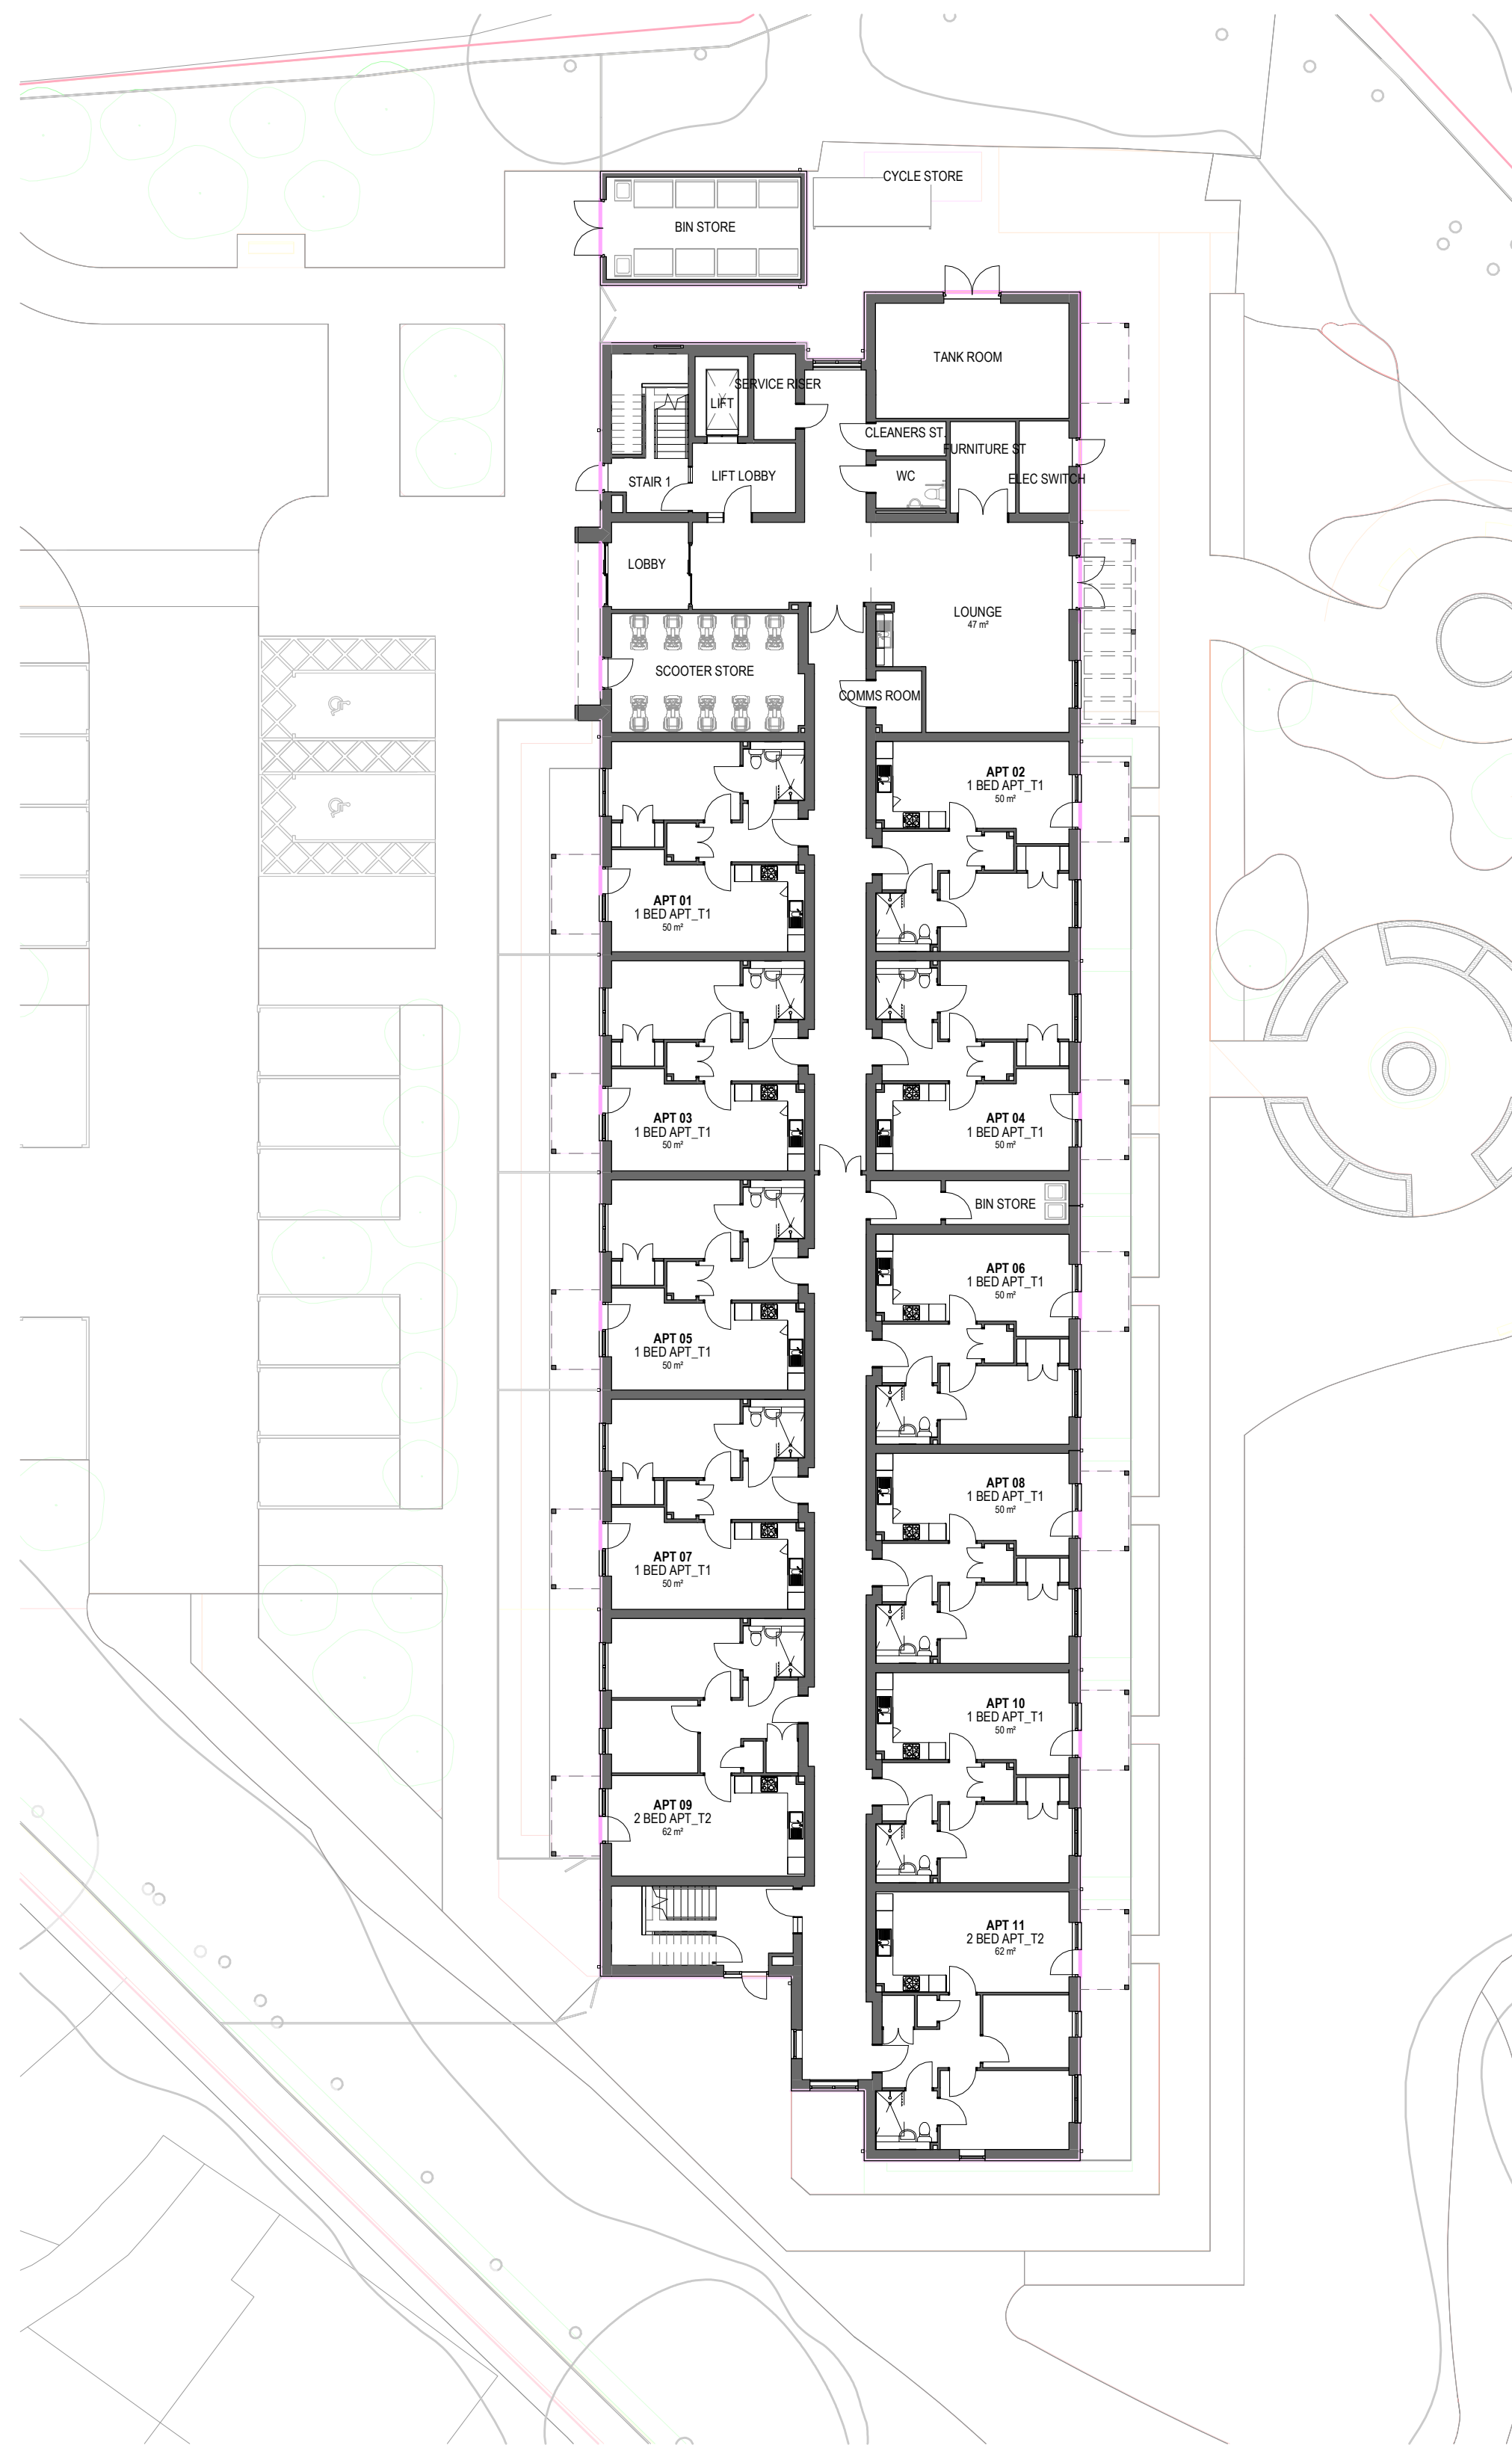 CYCLE STORE
BIN STORE
TANK ROOM
SERVICE RISER
LIFT
CLEANERS ST.
FURNITURE ST
STAIR 1
LIFT LOBBY
WC
ELEC SWITCH
LOBBY
LOUNGE
47 m²
SCOOTER STORE
COMMS ROOM
APT 02
1 BED APT_T1
50 m²
APT 01
1 BED APT_T1
50 m²
APT 03
1 BED APT_T1
50 m²
APT 04
1 BED APT_T1
50 m²
BIN STORE
APT 06
1 BED APT_T1
50 m²
APT 05
1 BED APT_T1
50 m²
APT 08
1 BED APT_T1
50 m²
APT 07
1 BED APT_T1
50 m²
APT 10
1 BED APT_T1
50 m²
APT 09
2 BED APT_T2
62 m²
APT 11
2 BED APT_T2
62 m²